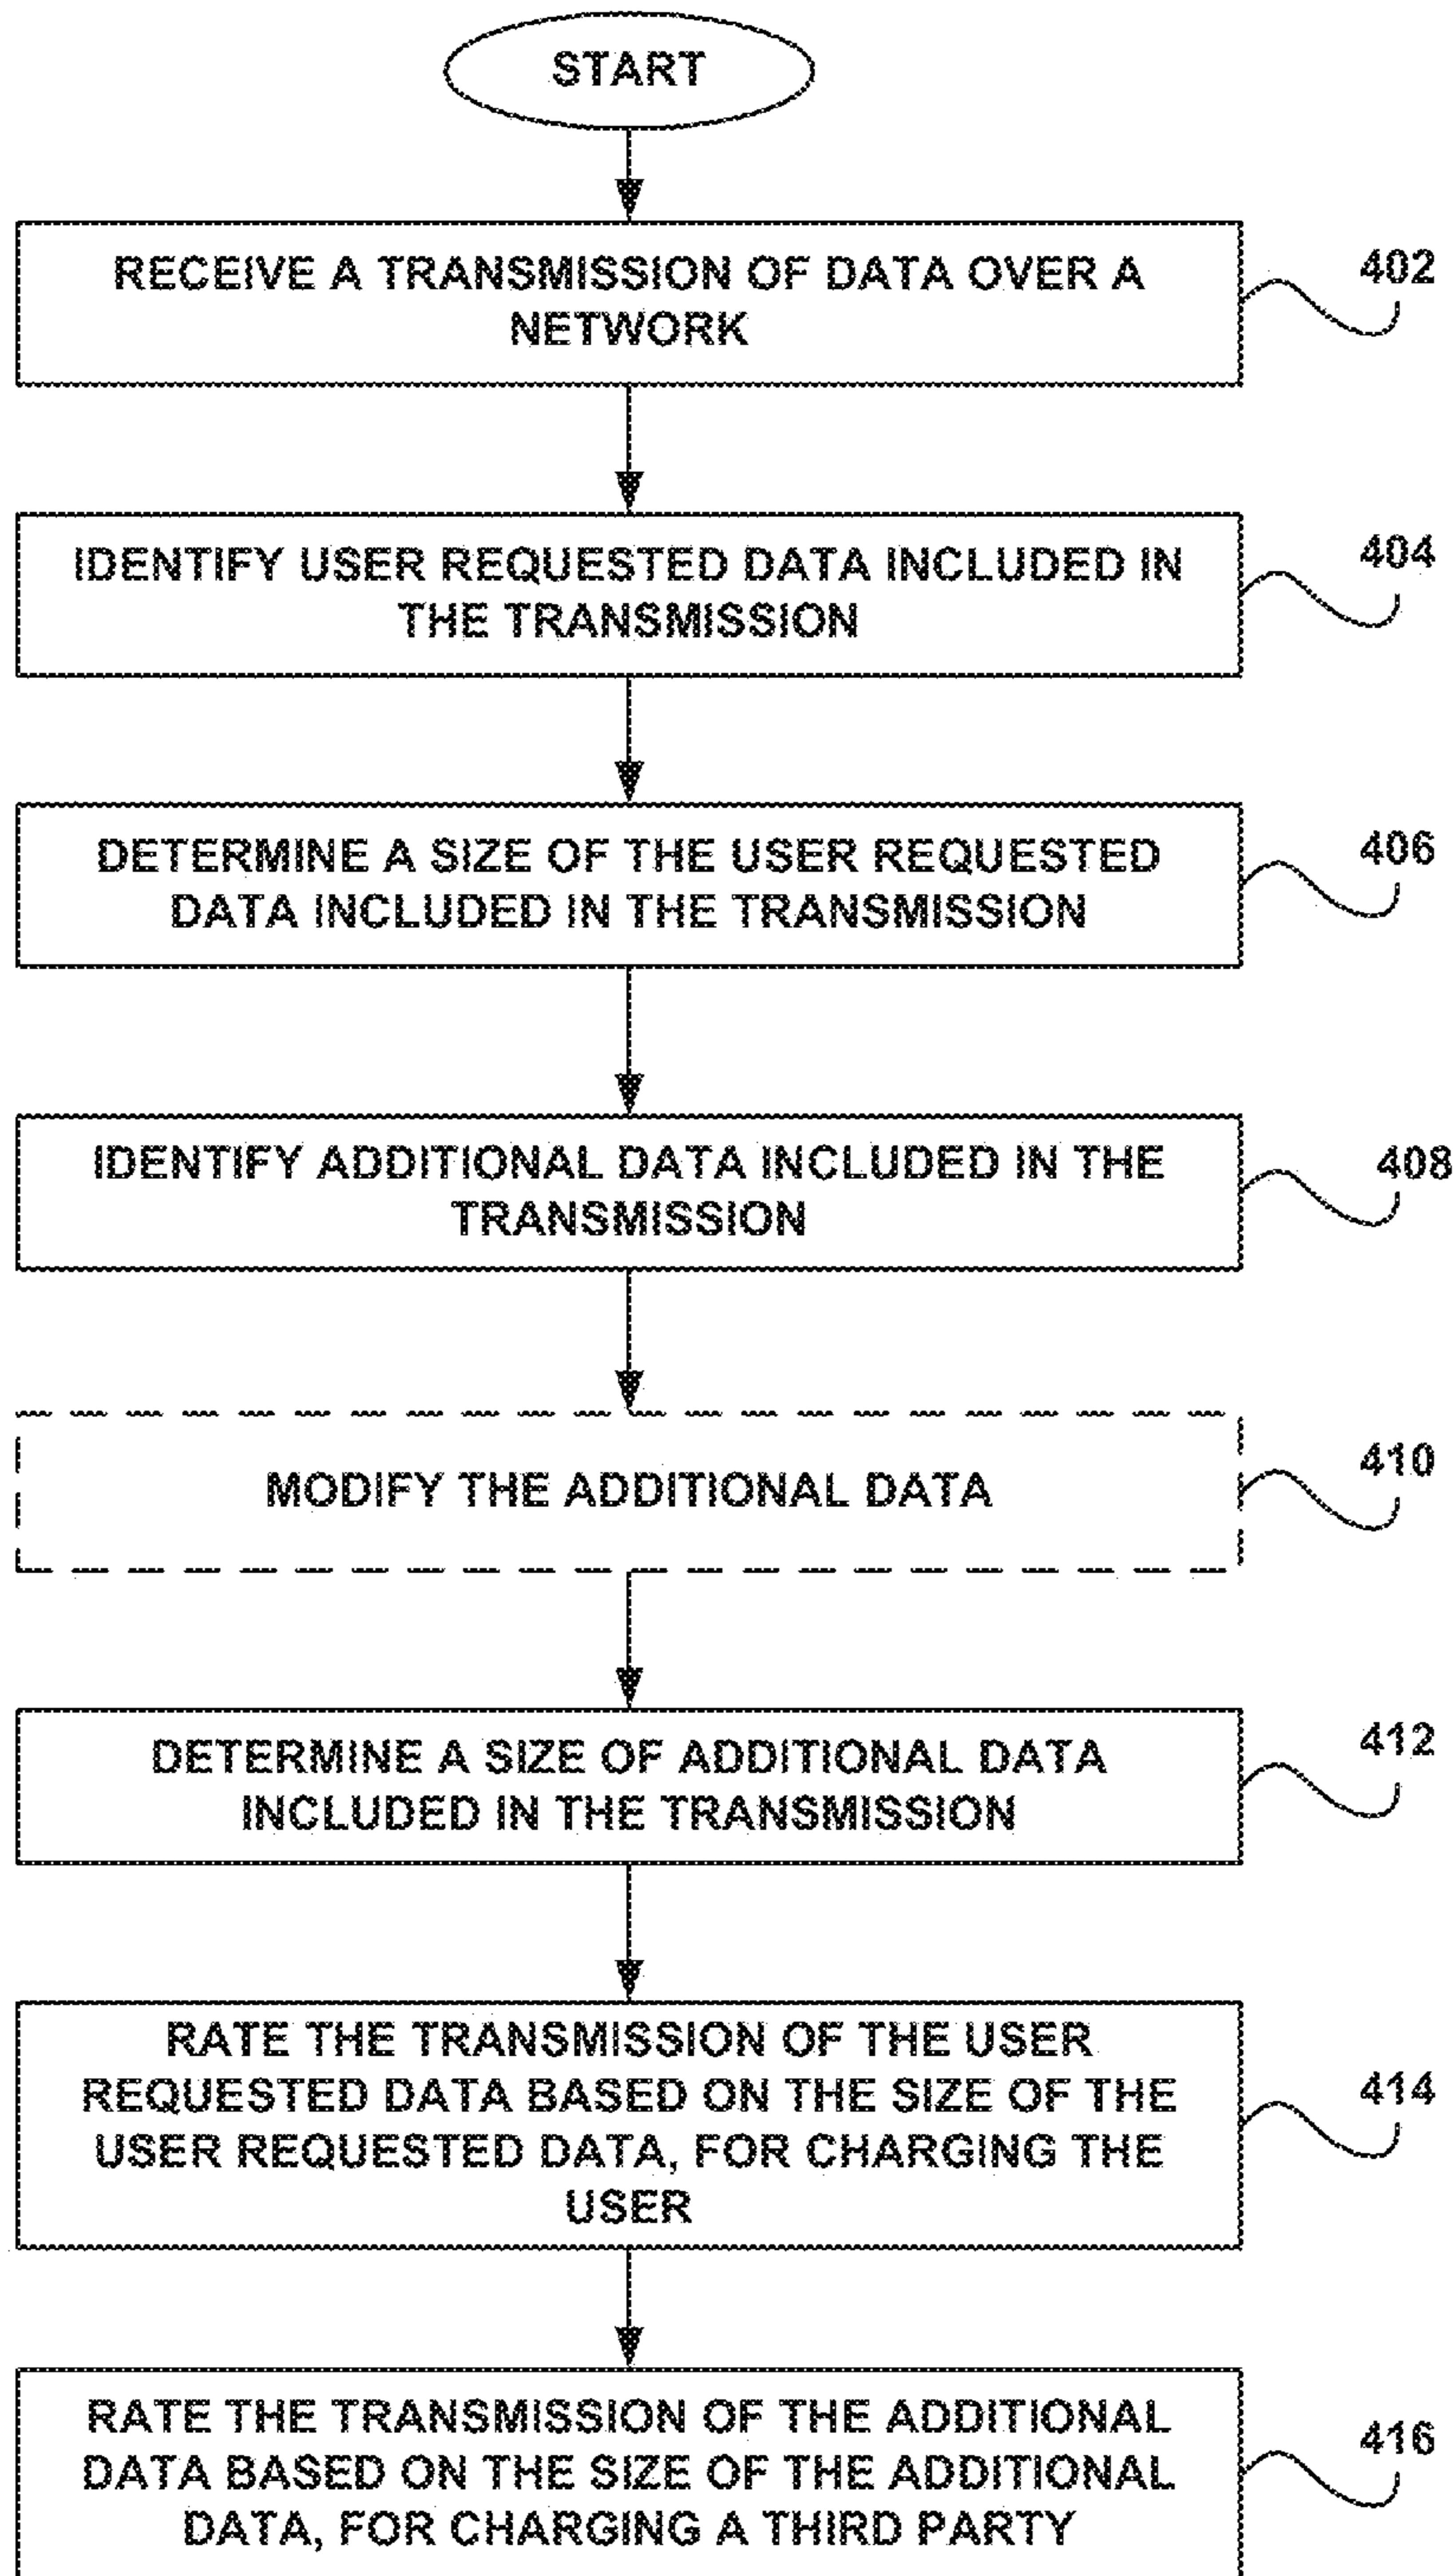 START
RECEIVE A TRANSMISSION OF DATA OVER A
NETWORK
402
IDENTIFY USER REQUESTED DATA INCLUDED IN
THE TRANSMISSION
404
DETERMINE A SIZE OF THE USER REQUESTED
DATA INCLUDED IN THE TRANSMISSION
406
IDENTIFY ADDITIONAL DATA INCLUDED IN THE
TRANSMISSION
408
MODIFY THE ADDITIONAL DATA
410
DETERMINE A SIZE OF ADDITIONAL DATA
INCLUDED IN THE TRANSMISSION
412
RATE THE TRANSMISSION OF THE USER
REQUESTED DATA BASED ON THE SIZE OF THE
USER REQUESTED DATA, FOR CHARGING THE
USER
414
RATE THE TRANSMISSION OF THE ADDITIONAL
DATA BASED ON THE SIZE OF THE ADDITIONAL
DATA, FOR CHARGING A THIRD PARTY
416